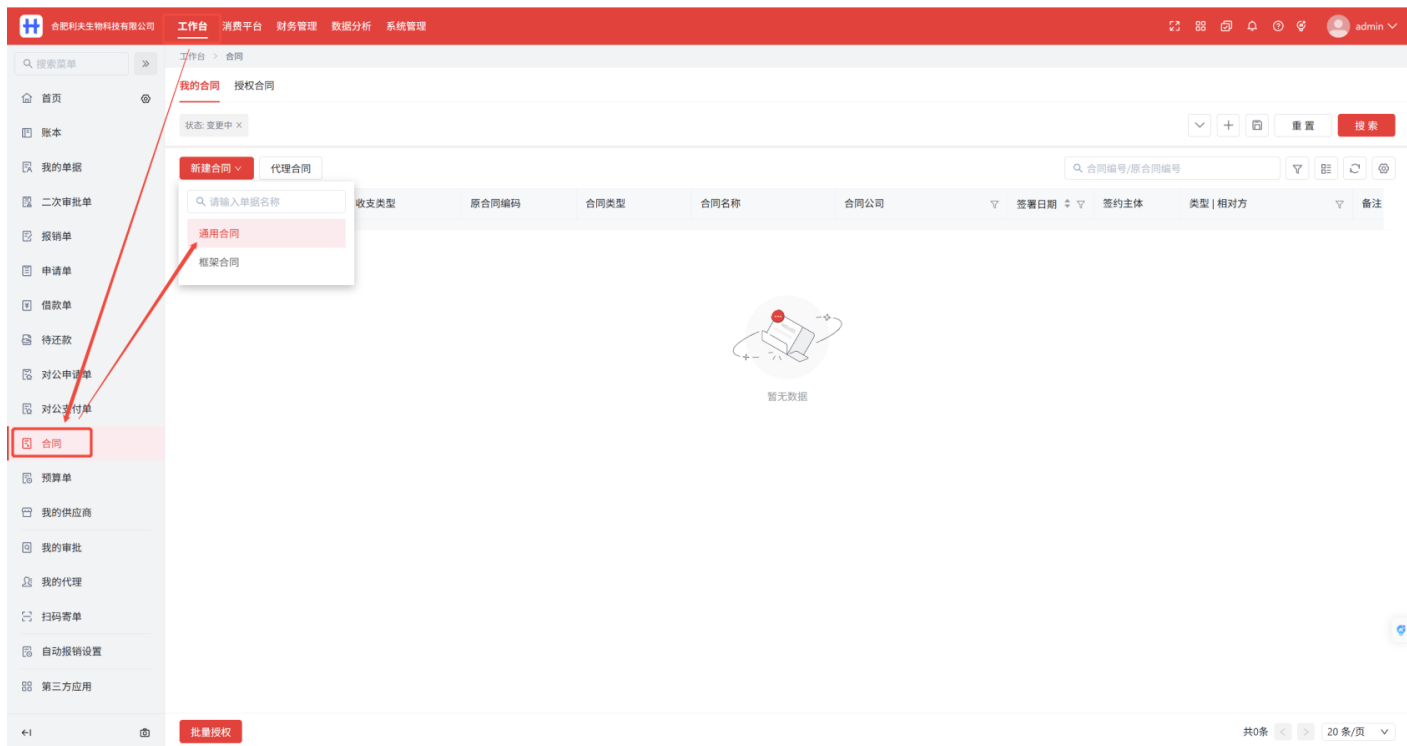 合肥利夫生物科技有限公司 工作台 消费平台 财务管理 数据分析 系统管理 admin
搜索菜单
首页
账本
我的单据
二次审批单
报销单
申请单
借款单
待还款
对公申请单
对公支付单
合同
预算单
我的供应商
我的审批
我的代理
扫码寄单
自动报销设置
第三方应用
工作台 > 合同
我的合同 授权合同
状态: 变更中 ×
重置 搜索
新建合同 代理合同
合同编号/原合同编号
请输入单据名称
通用合同
框架合同
收支类型 原合同编码 合同类型 合同名称 合同公司 签署日期 签约主体 类型 | 相对方 备注
暂无数据
批量授权
共0条 < > 20 条/页